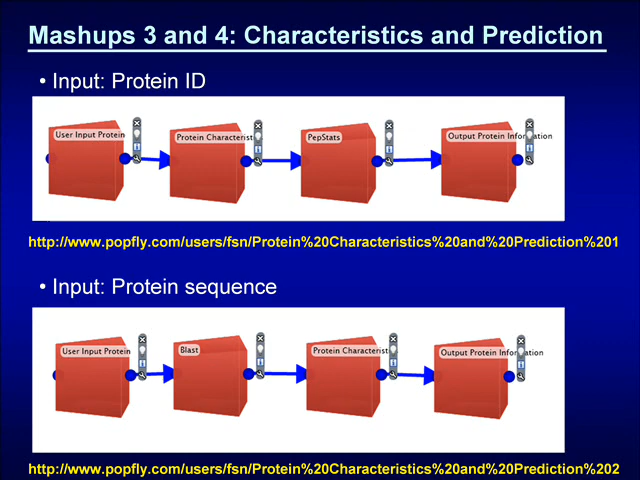 Mashups 3 and 4: Characteristics and Prediction
• Input: Protein ID
User Input Protein
Protein Characterist
PepStats
Output Protein Information
http://www.popfly.com/users/fsn/Protein%20Characteristics%20and%20Prediction%201
• Input: Protein sequence
User Input Protein
Blast
Protein Characterist
Output Protein Information
http://www.popfly.com/users/fsn/Protein%20Characteristics%20and%20Prediction%202